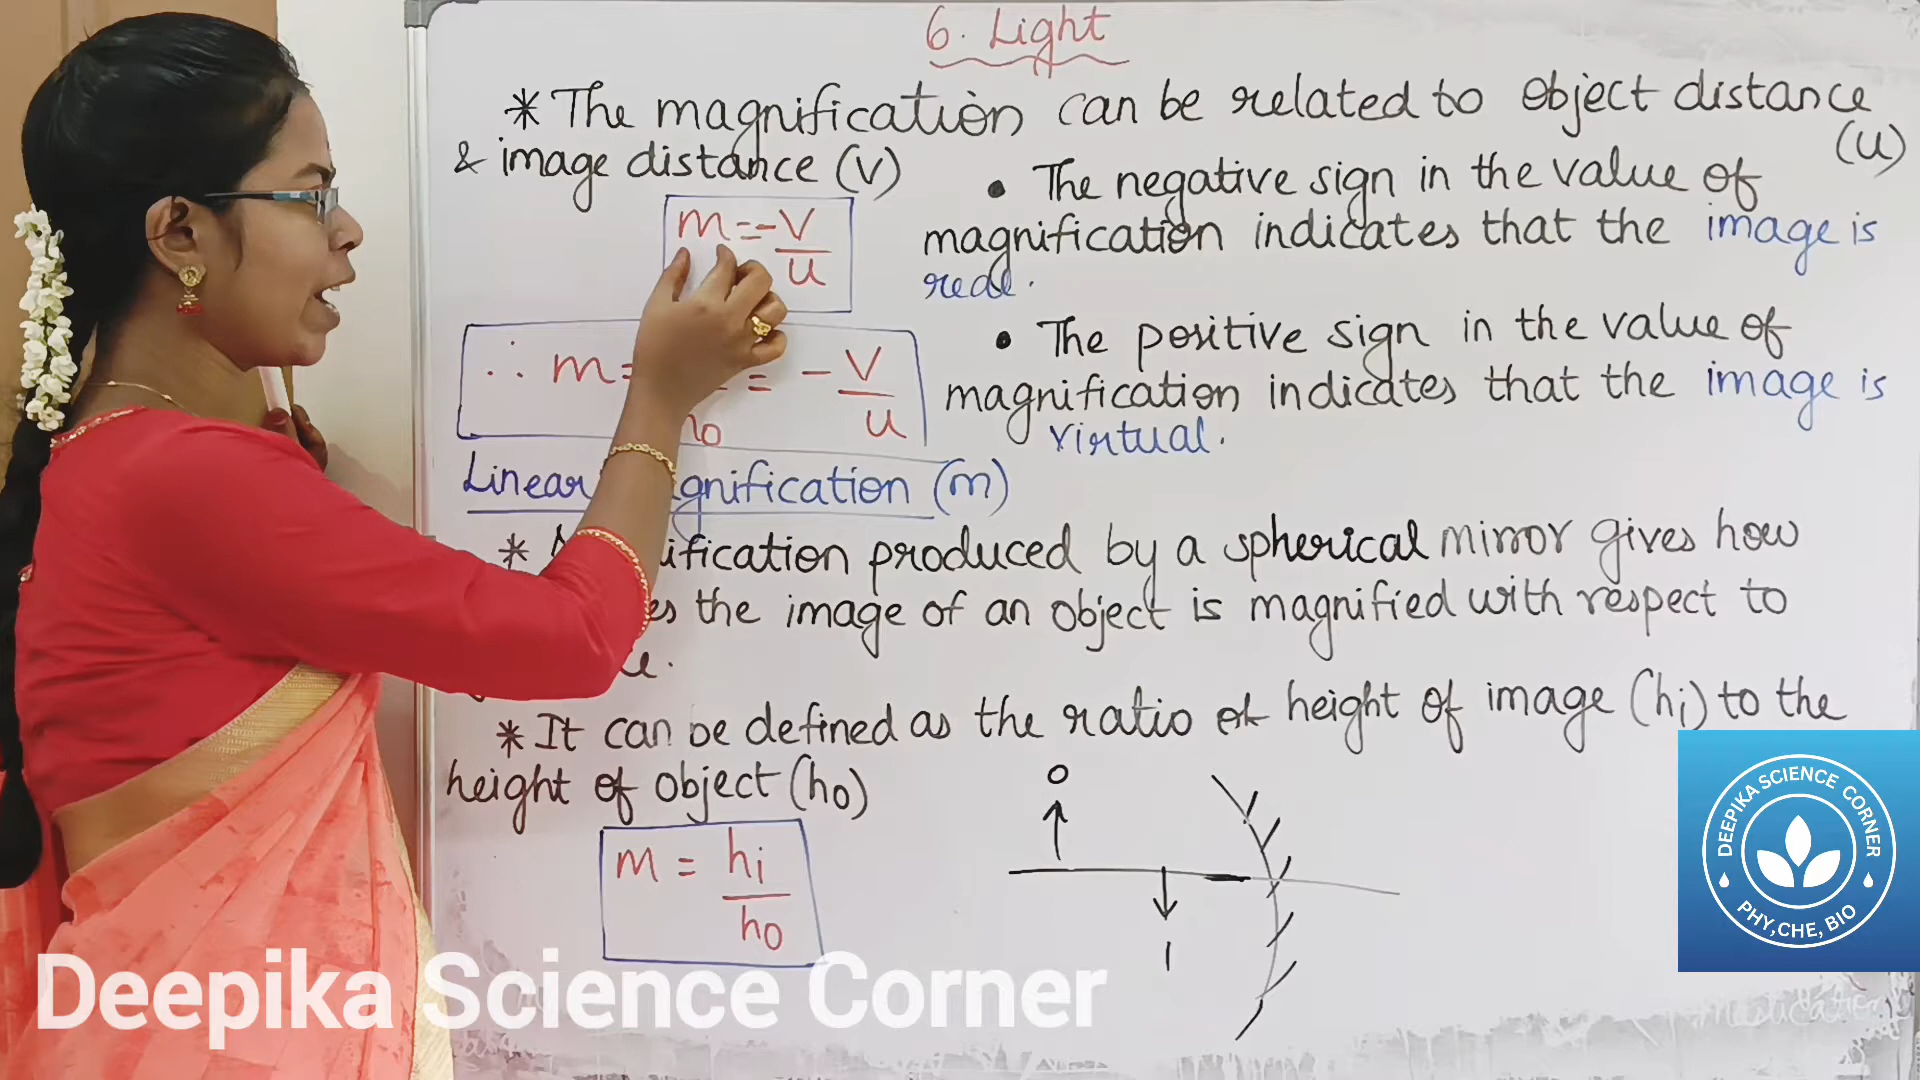 6. Light
* The magnification can be related to object distance
(u)
& image distance (v)
m = -v
u
∴ m =
ho
= - v
u
• The negative sign in the value of
magnification indicates that the image is
real.
• The positive sign in the value of
magnification indicates that the image is
virtual.
Linear gnification (m)
* ification produced by a spherical mirror gives how
es the image of an object is magnified with respect to
* It can be defined as the ratio of height of image (hi) to the
height of object (ho)
m = hi
ho
O
I
DEEPIKA SCIENCE CORNER
PHY,CHE, BIO
Deepika Science Corner